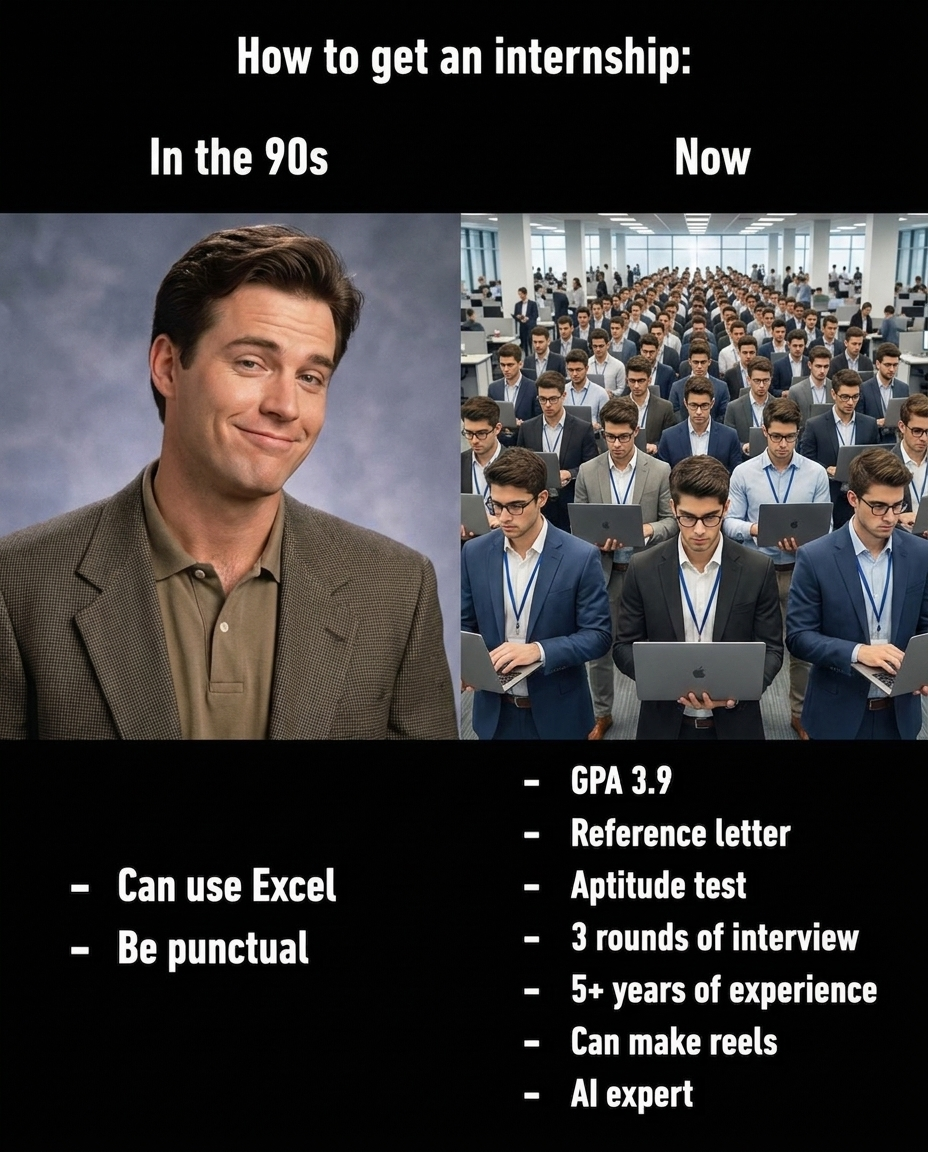 How to get an internship:
In the 90s
Now
- Can use Excel
- Be punctual
- GPA 3.9
- Reference letter
- Aptitude test
- 3 rounds of interview
- 5+ years of experience
- Can make reels
- AI expert